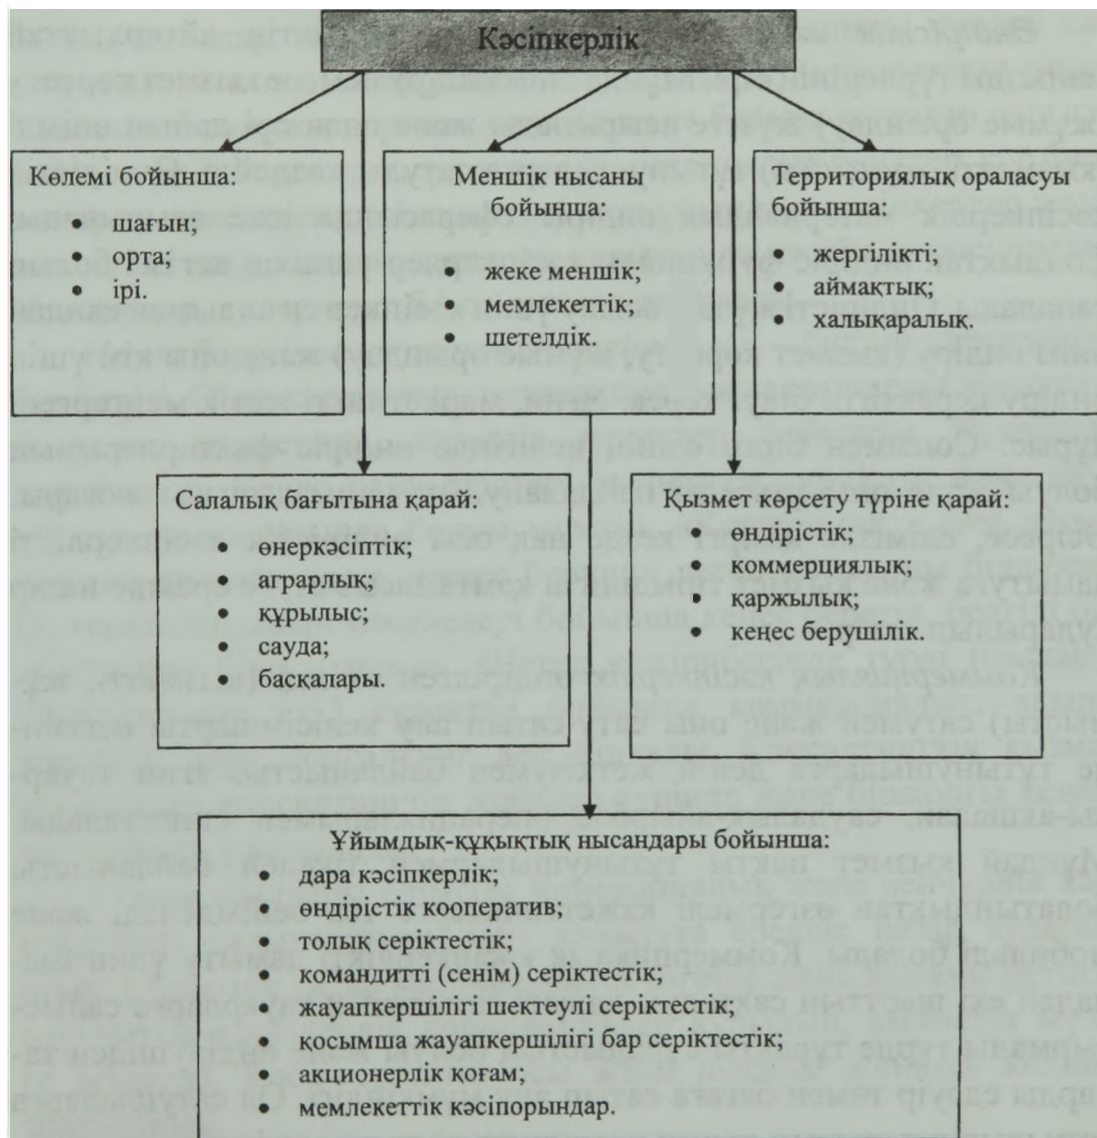 Кәсіпкерлік
Көлемі бойынша:
• шағын;
• орта;
• ірі.
Меншік нысаны
бойынша:
• жеке меншік;
• мемлекеттік;
• шетелдік.
Территориялық ораласуы
бойынша:
• жергілікті;
• аймақтық;
• халықаралық.
Салалық бағытына қарай:
• өнеркәсіптік;
• аграрлық;
• құрылыс;
• сауда;
• басқалары.
Қызмет көрсету түріне қарай:
• өндірістік;
• коммерциялық;
• қаржылық;
• кеңес берушілік.
Ұйымдық-құқықтық нысандары бойынша:
• дара кәсіпкерлік;
• өндірістік кооператив;
• толық серіктестік;
• командитті (сенім) серіктестік;
• жауапкершілігі шектеулі серіктестік;
• қосымша жауапкершілігі бар серіктестік;
• акционерлік қоғам;
• мемлекеттік кәсіпорындар.